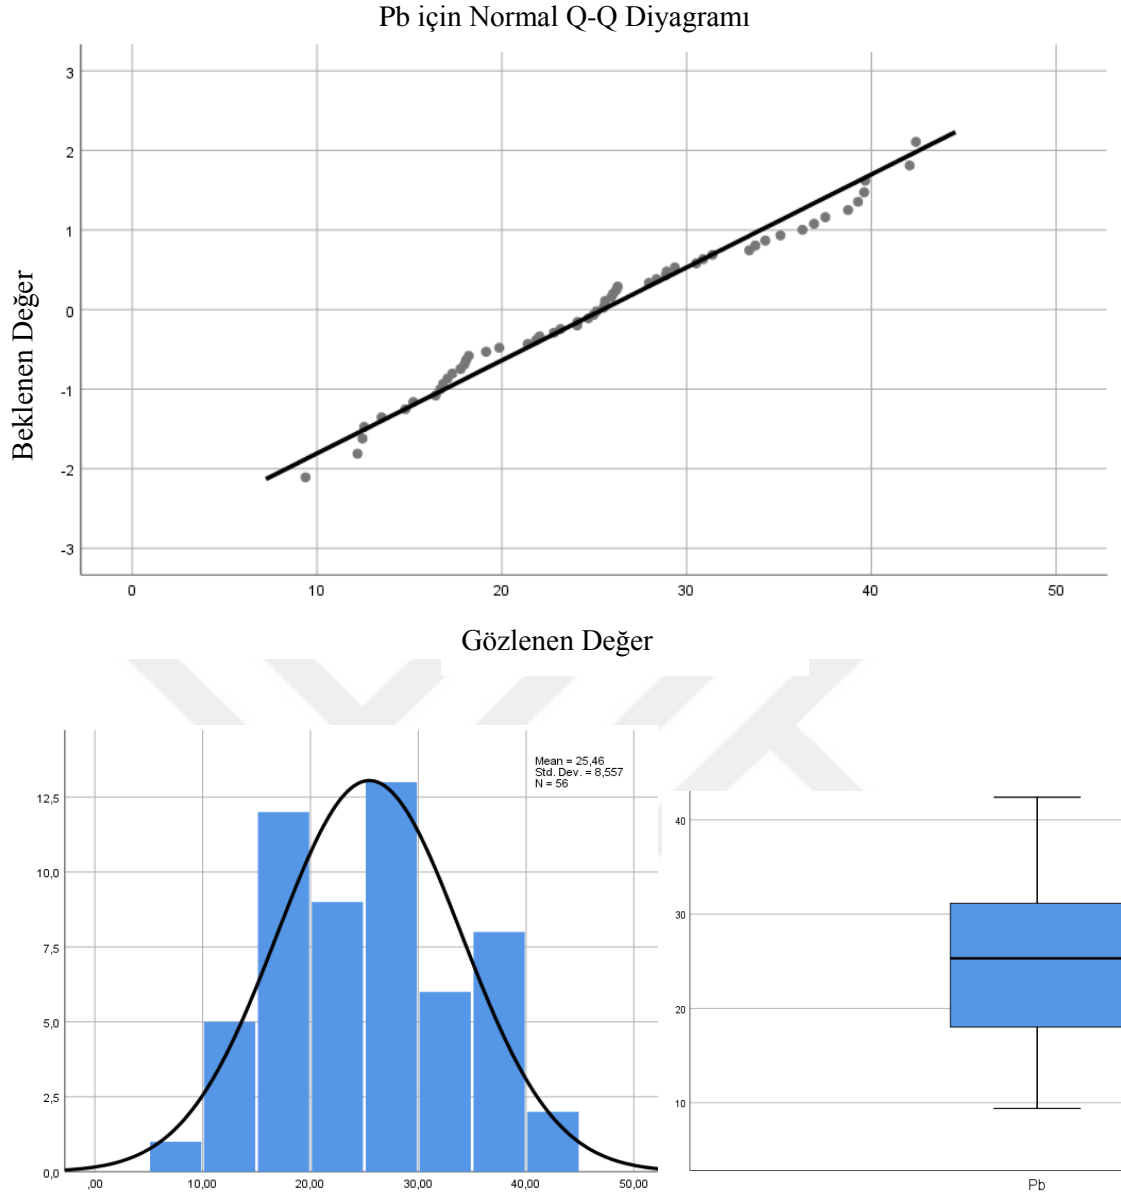 Pb için Normal Q-Q Diyagramı
3
2
1
0
-1
-2
-3
Beklenen Değer
0 10 20 30 40 50
Gözlenen Değer
Mean = 25,46
Std. Dev. = 8,557
N = 56
12,5
10,0
7,5
5,0
2,5
0,0
,00 10,00 20,00 30,00 40,00 50,00
40
30
20
10
Pb